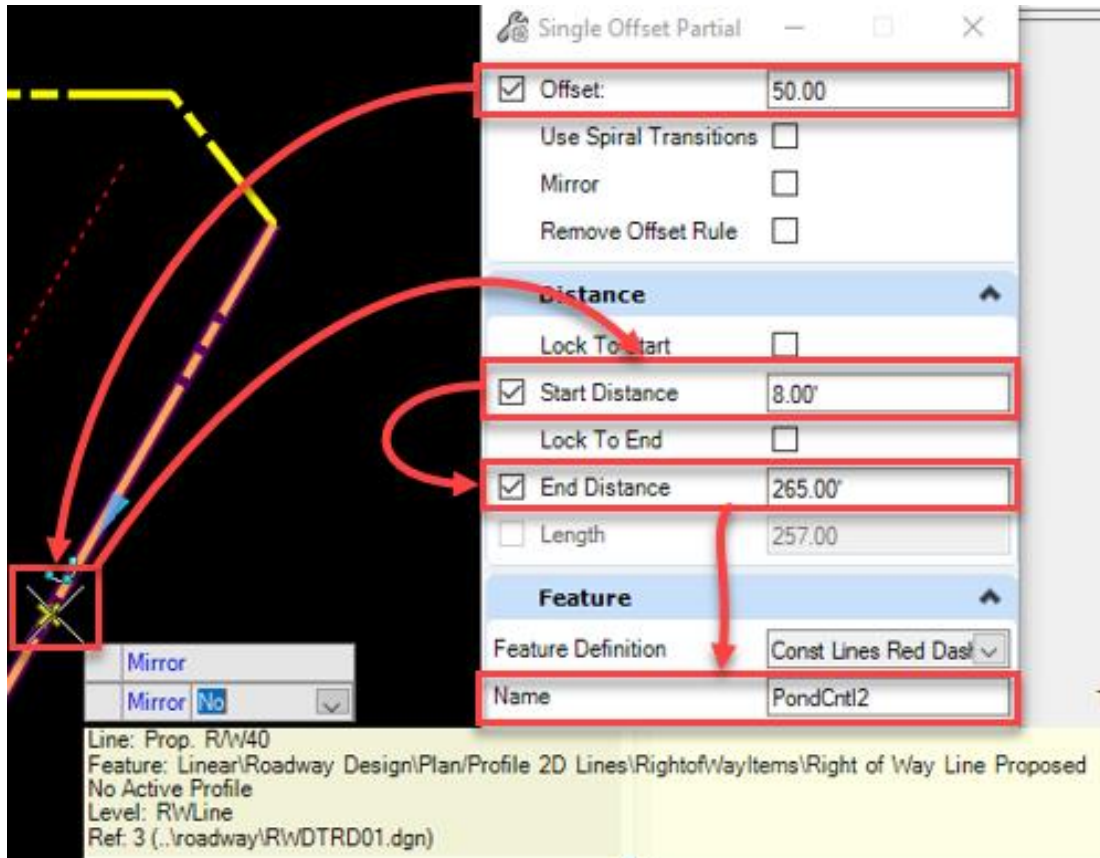 Single Offset Partial
Offset: 50.00
Use Spiral Transitions
Mirror
Remove Offset Rule
Distance
Lock To Start
Start Distance 8.00'
Lock To End
End Distance 265.00'
Length 257.00
Feature
Feature Definition Const Lines Red Dash
Name PondCntl2
Mirror
Mirror No
Line: Prop. R/W40
Feature: Linear\Roadway Design\Plan/Profile 2D Lines\RightofWayItems\Right of Way Line Proposed
No Active Profile
Level: RWLine
Ref: 3 (..\roadway\RWDTRD01.dgn)